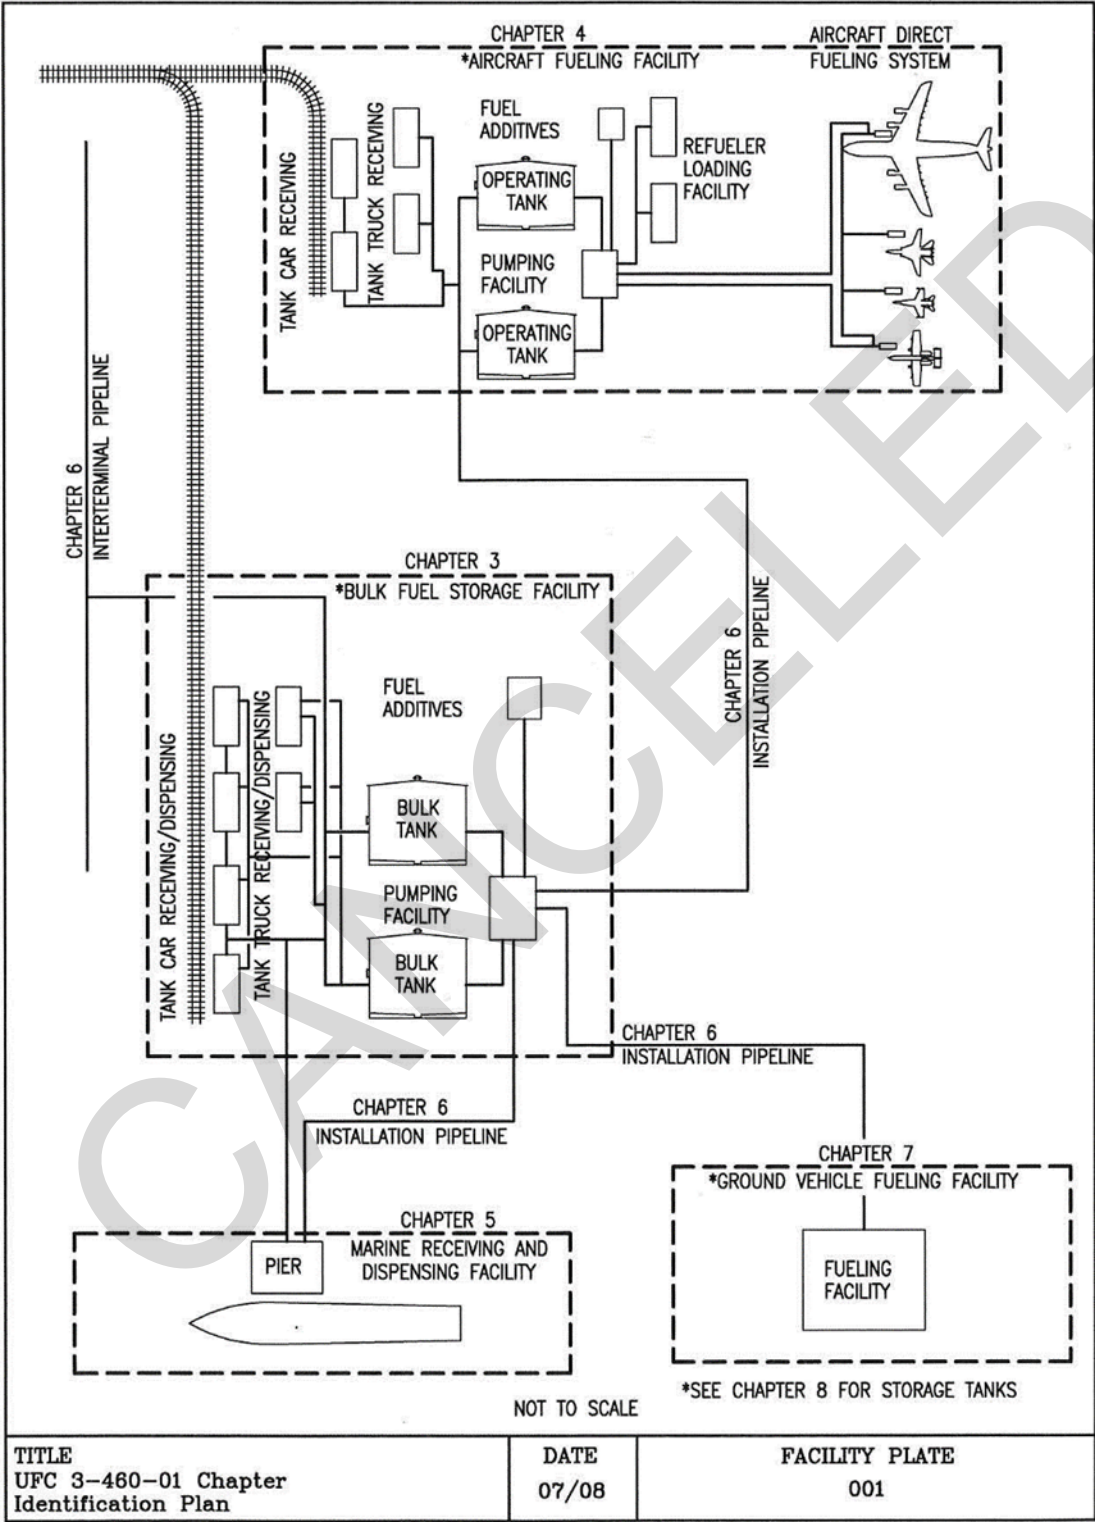 CHAPTER 4
*AIRCRAFT FUELING FACILITY
AIRCRAFT DIRECT
FUELING SYSTEM
TANK CAR RECEIVING
TANK TRUCK RECEIVING
FUEL
ADDITIVES
OPERATING
TANK
REFUELER
LOADING
FACILITY
PUMPING
FACILITY
OPERATING
TANK
CHAPTER 6
INTERTERMINAL PIPELINE
CHAPTER 3
*BULK FUEL STORAGE FACILITY
TANK CAR RECEIVING/DISPENSING
TANK TRUCK RECEIVING/DISPENSING
FUEL
ADDITIVES
BULK
TANK
PUMPING
FACILITY
BULK
TANK
CHAPTER 6
INSTALLATION PIPELINE
CHAPTER 6
INSTALLATION PIPELINE
CHAPTER 6
INSTALLATION PIPELINE
CHAPTER 5
MARINE RECEIVING AND
DISPENSING FACILITY
PIER
CHAPTER 7
*GROUND VEHICLE FUELING FACILITY
FUELING
FACILITY
*SEE CHAPTER 8 FOR STORAGE TANKS
NOT TO SCALE
CANCELED
TITLE
UFC 3-460-01 Chapter
Identification Plan
DATE
07/08
FACILITY PLATE
001